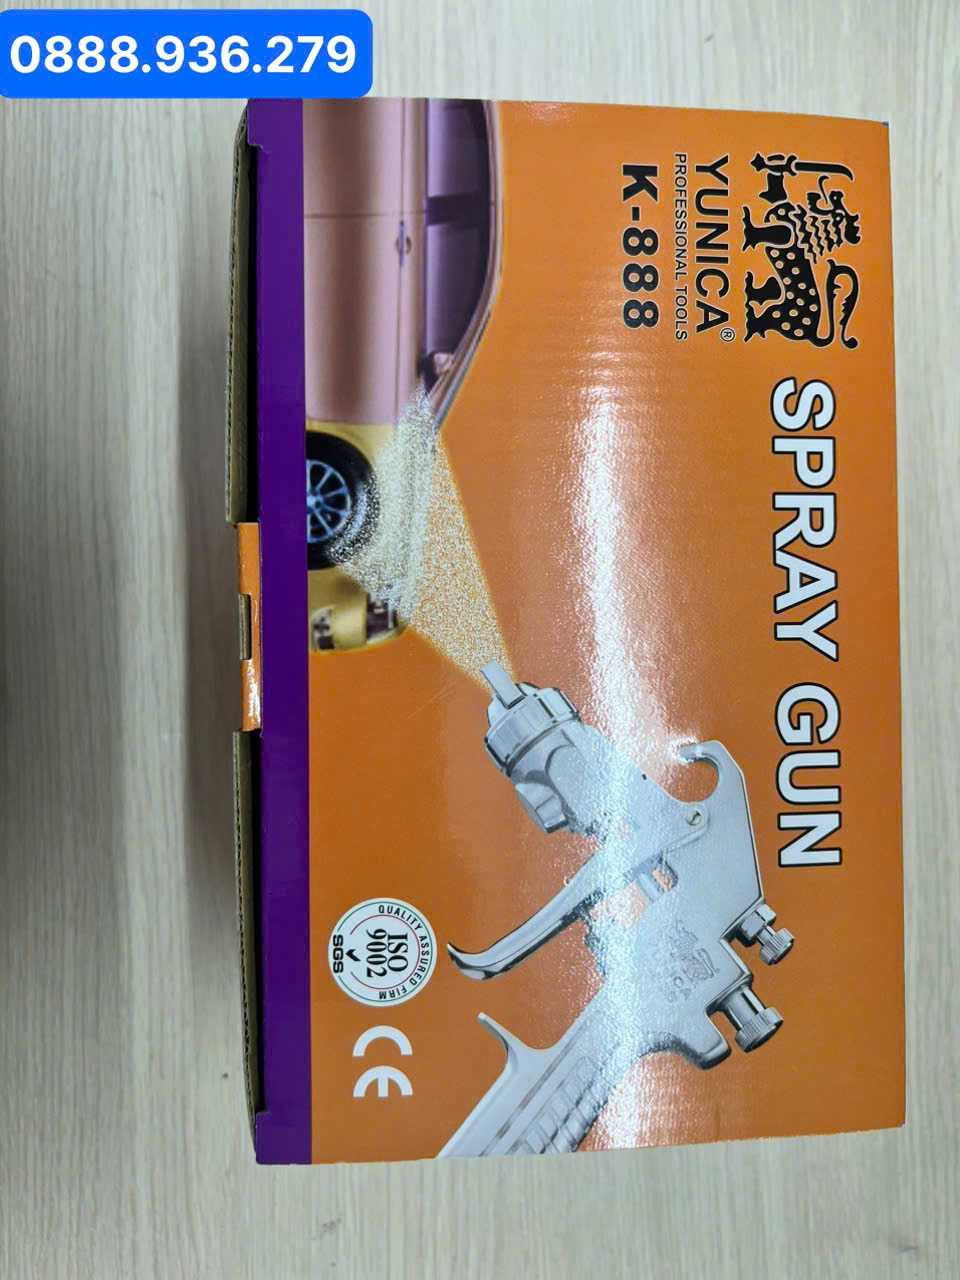 0888.936.279
YUNICA®
PROFESSIONAL TOOLS
K-888
SPRAY GUN
QUALITY ASSURED FIRM
ISO
9002
SGS
CE